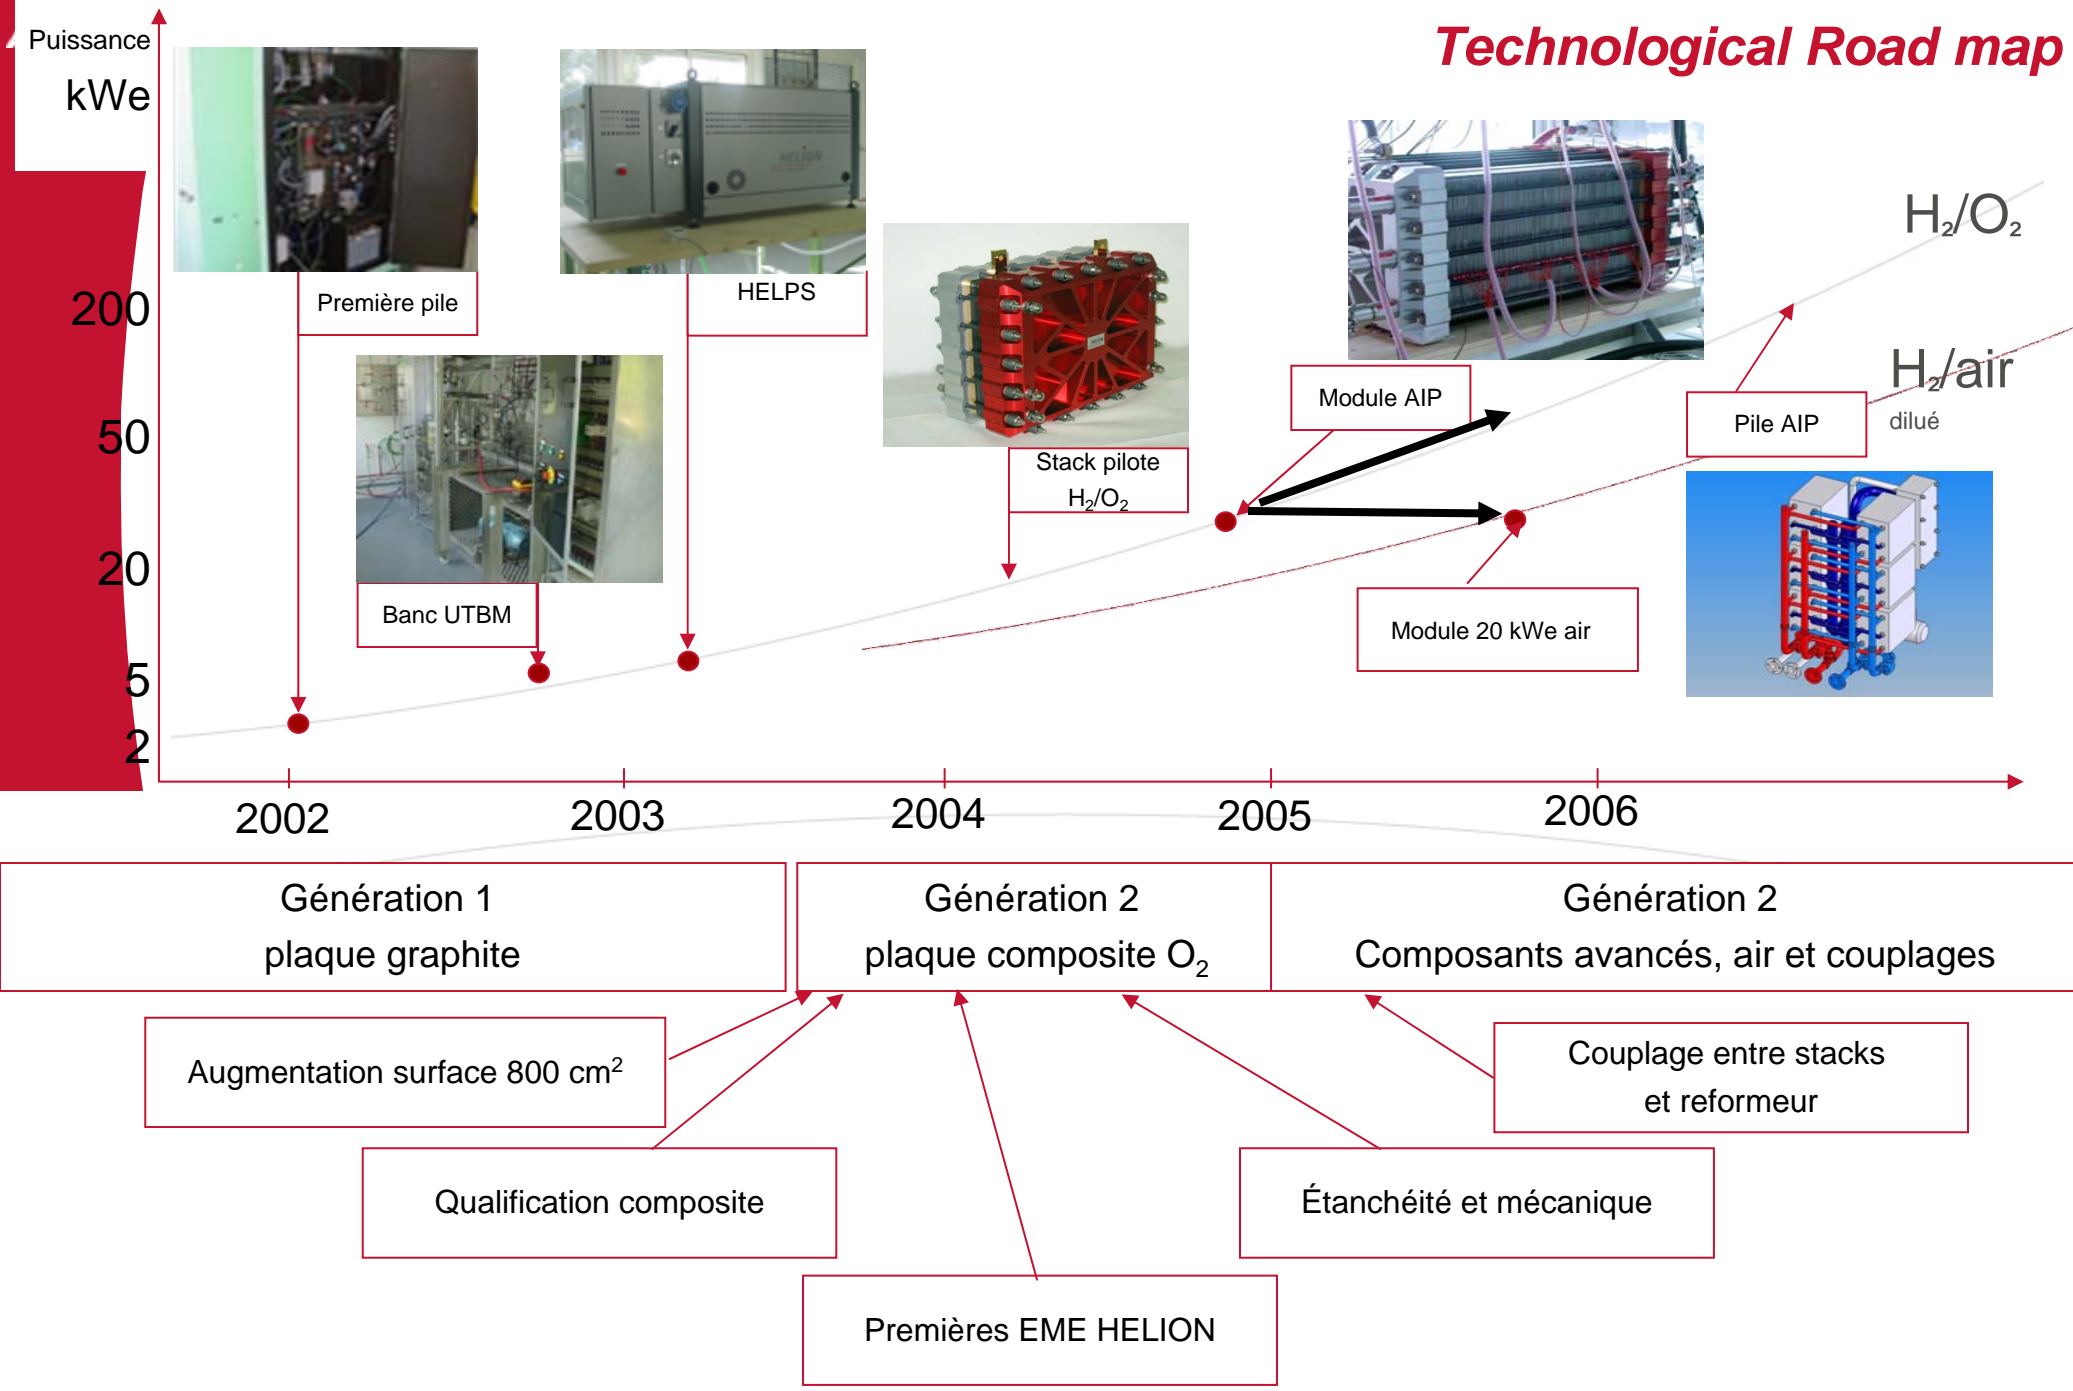 Technological Road map
Puissance
kWe
200
50
20
5
2
Première pile
HELION
HELPS
Banc UTBM
Stack pilote
H₂/O₂
Module AIP
Pile AIP
Module 20 kWe air
H₂/O₂
H₂/air
dilué
2002
2003
2004
2005
2006
Génération 1
plaque graphite
Génération 2
plaque composite O₂
Génération 2
Composants avancés, air et couplages
Augmentation surface 800 cm²
Couplage entre stacks
et reformeur
Qualification composite
Étanchéité et mécanique
Premières EME HELION